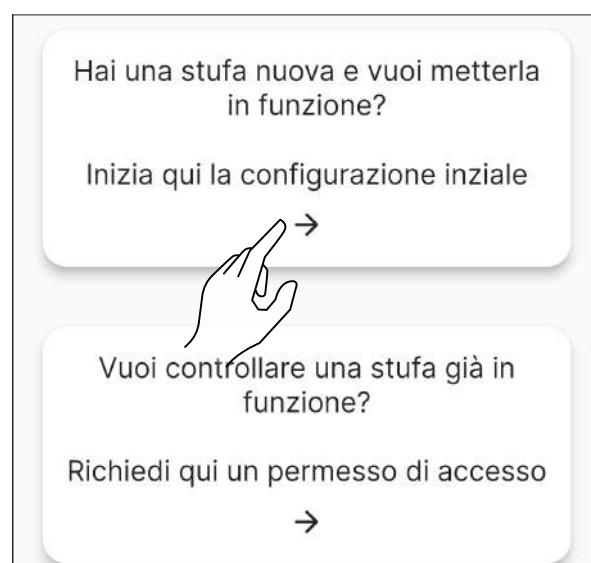 Hai una stufa nuova e vuoi metterla
in funzione?
Inizia qui la configurazione inziale
→
Vuoi controllare una stufa già in
funzione?
Richiedi qui un permesso di accesso
→